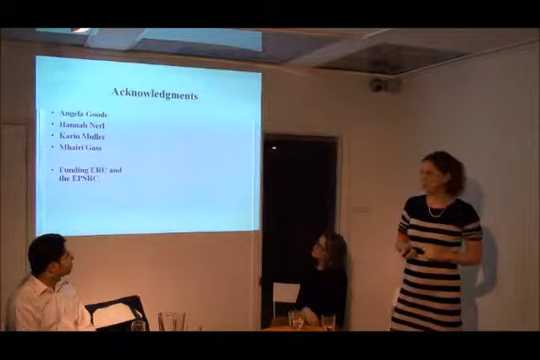 Acknowledgments
• Angela Goode
• Hannah Nerl
• Karin Muller
• Mhairi Gass
• Funding ERC and
the EPSRC